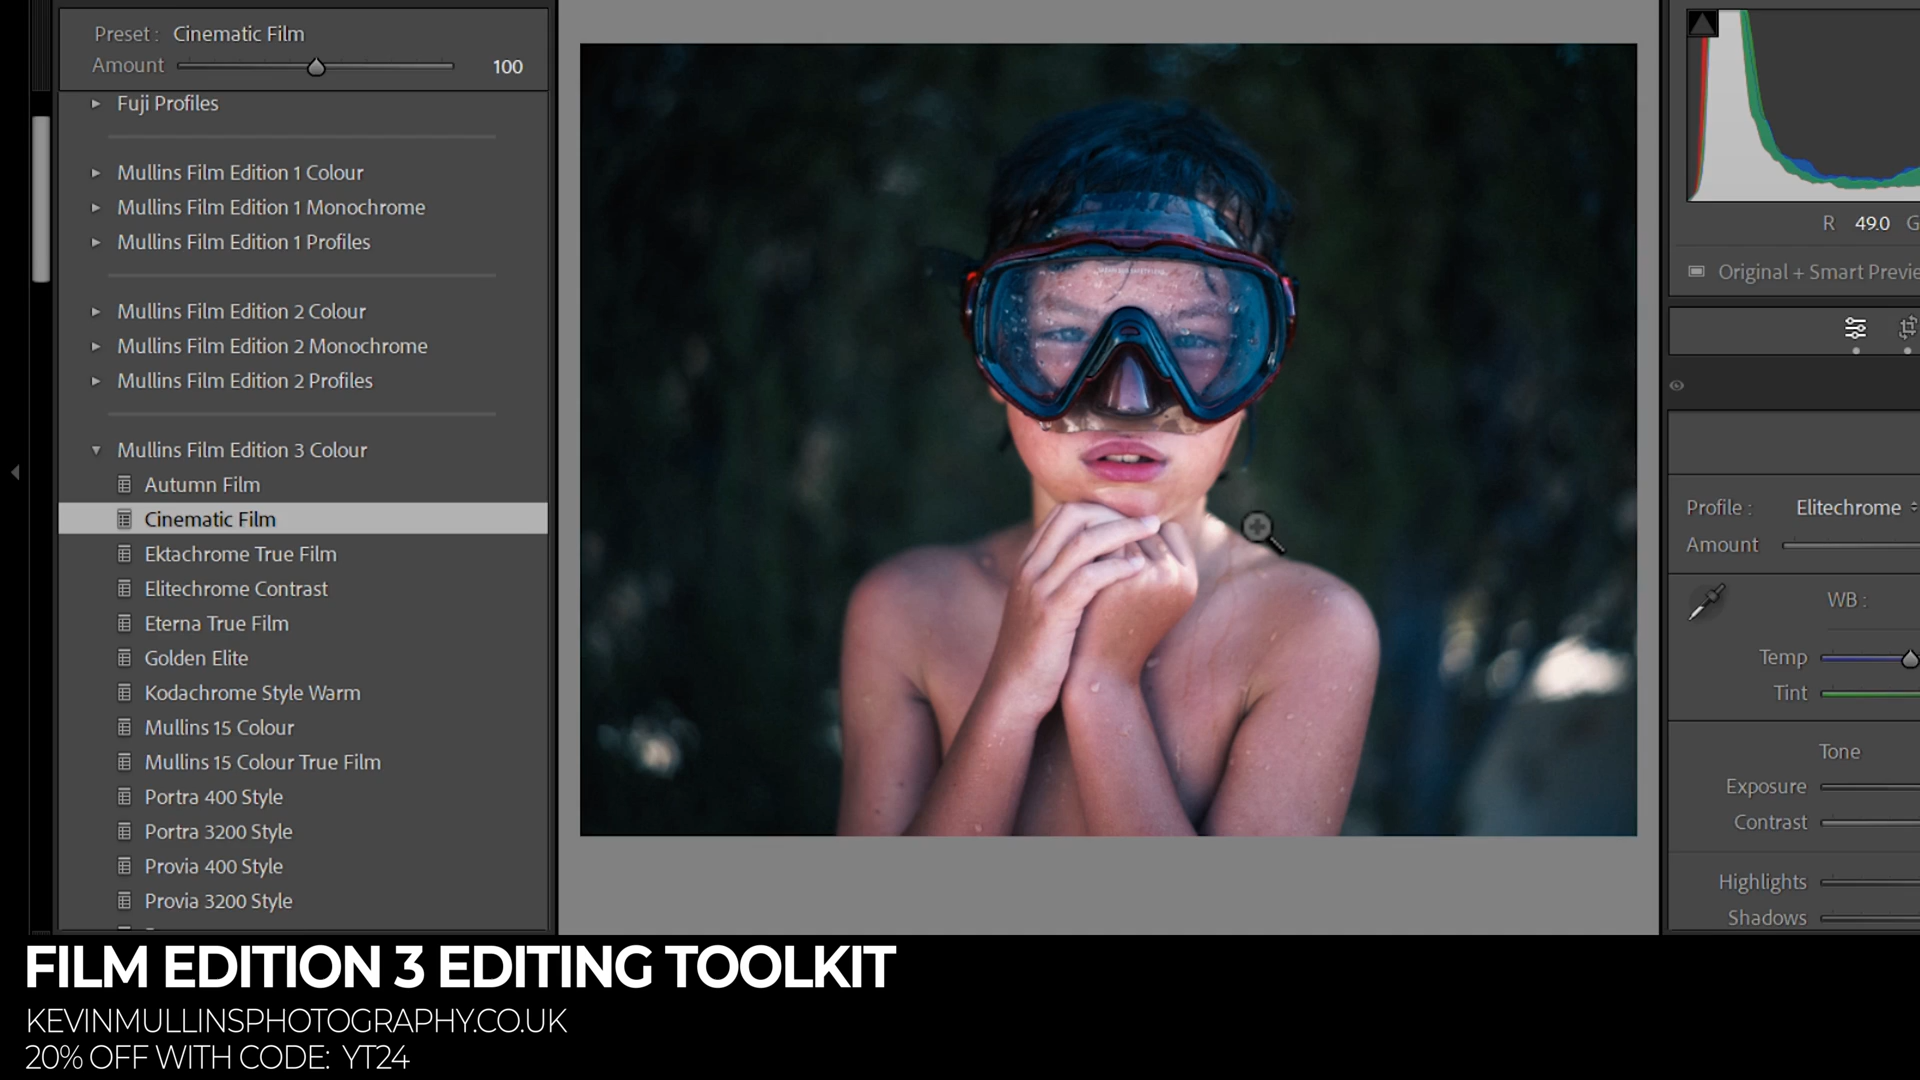 Preset : Cinematic Film
Amount 100
Fuji Profiles
Mullins Film Edition 1 Colour
Mullins Film Edition 1 Monochrome
Mullins Film Edition 1 Profiles
Mullins Film Edition 2 Colour
Mullins Film Edition 2 Monochrome
Mullins Film Edition 2 Profiles
Mullins Film Edition 3 Colour
Autumn Film
Cinematic Film
Ektachrome True Film
Elitechrome Contrast
Eterna True Film
Golden Elite
Kodachrome Style Warm
Mullins 15 Colour
Mullins 15 Colour True Film
Portra 400 Style
Portra 3200 Style
Provia 400 Style
Provia 3200 Style
R 49.0 G
Original + Smart Previe
Profile : Elitechrome
Amount
WB :
Temp
Tint
Tone
Exposure
Contrast
Highlights
Shadows
FILM EDITION 3 EDITING TOOLKIT
KEVINMULLINSPHOTOGRAPHY.CO.UK
20% OFF WITH CODE: YT24